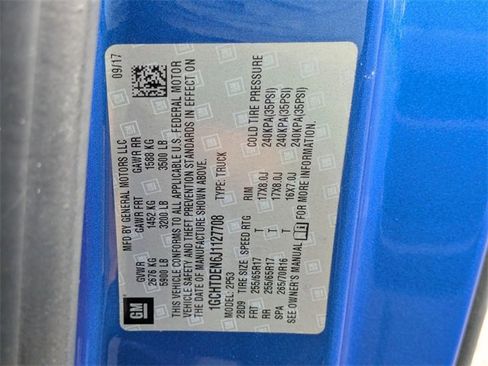 MFD BY GENERAL MOTORS LLC 09/17
GVWR GAWR FRT GAWR RR
2676 KG 1452 KG 1588 KG
5900 LB 3200 LB 3500 LB
THIS VEHICLE CONFORMS TO ALL APPLICABLE U.S. FEDERAL MOTOR
VEHICLE SAFETY AND THEFT PREVENTION STANDARDS IN EFFECT ON
THE DATE OF MANUFACTURE SHOWN ABOVE.
1GCHTDEN6J1127708 TYPE: TRUCK
MODEL: 2P53
2BD9 TIRE SIZE SPEED RTG RIM COLD TIRE PRESSURE
FRT 255/65R17 T 17X8.0J 240KPA(35PSI)
RR 255/65R17 T 17X8.0J 240KPA(35PSI)
SPA 265/70R16 T 16X7.0J 240KPA(35PSI)
SEE OWNER'S MANUAL FOR MORE INFORMATION.
GM